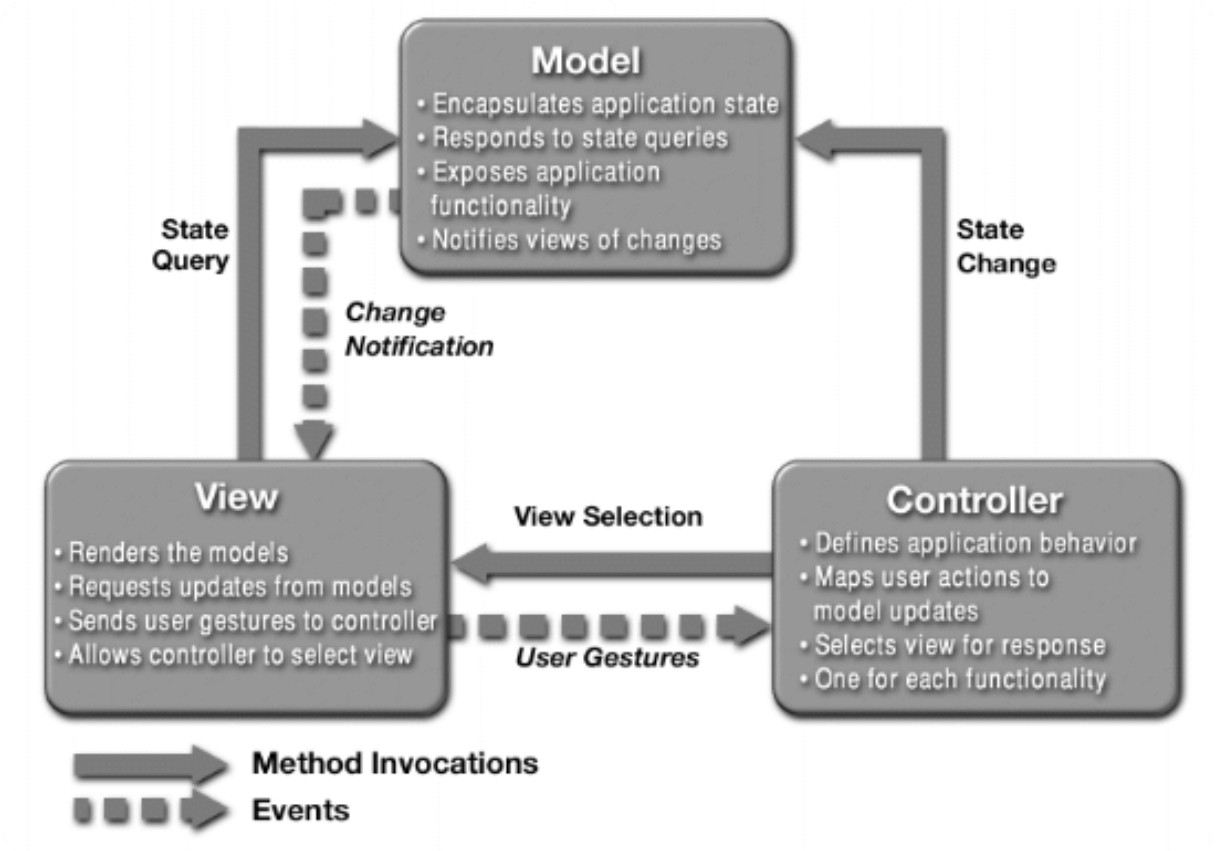 Model
• Encapsulates application state
• Responds to state queries
• Exposes application
functionality
• Notifies views of changes
State
Query
Change
Notification
State
Change
View
• Renders the models
• Requests updates from models
• Sends user gestures to controller
• Allows controller to select view
View Selection
User Gestures
Controller
• Defines application behavior
• Maps user actions to
model updates
• Selects view for response
• One for each functionality
Method Invocations
Events